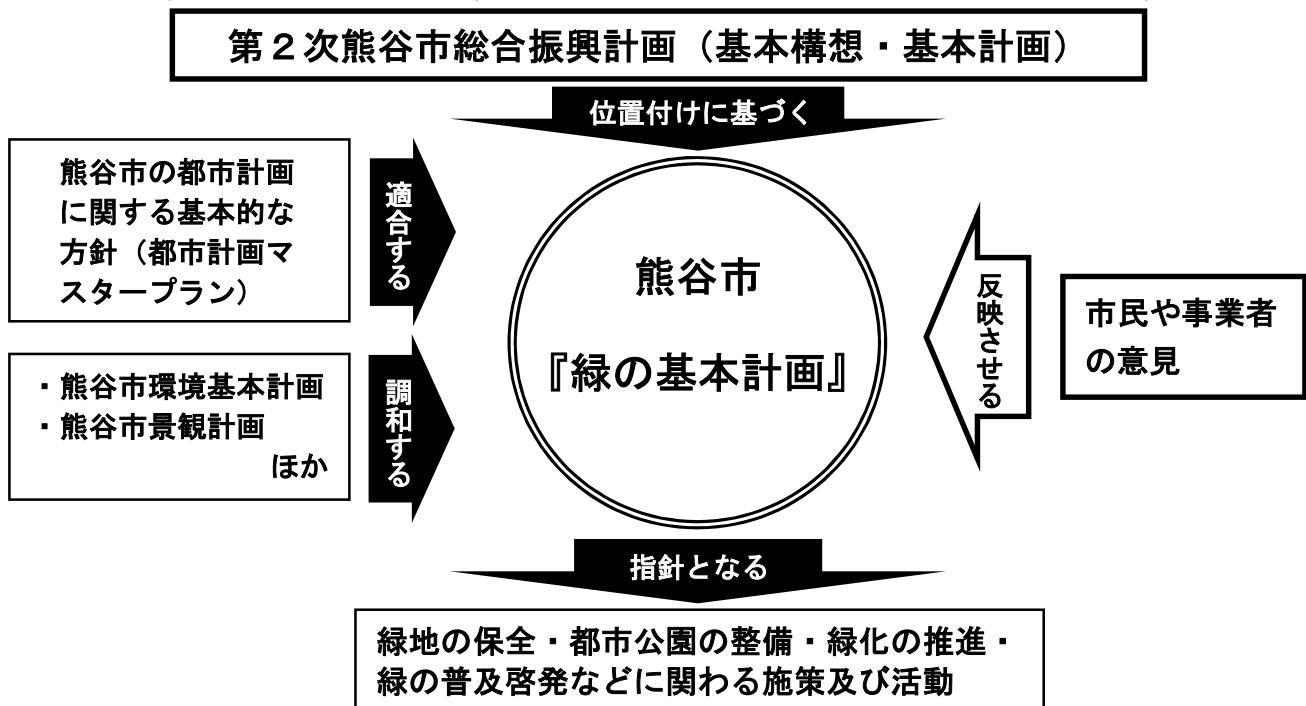 第２次熊谷市総合振興計画（基本構想・基本計画）
位置付けに基づく
熊谷市の都市計画
に関する基本的な
方針（都市計画マ
スタープラン）
適合する
・熊谷市環境基本計画
・熊谷市景観計画
ほか
調和する
熊谷市
『緑の基本計画』
反映させる
市民や事業者
の意見
指針となる
緑地の保全・都市公園の整備・緑化の推進・
緑の普及啓発などに関わる施策及び活動